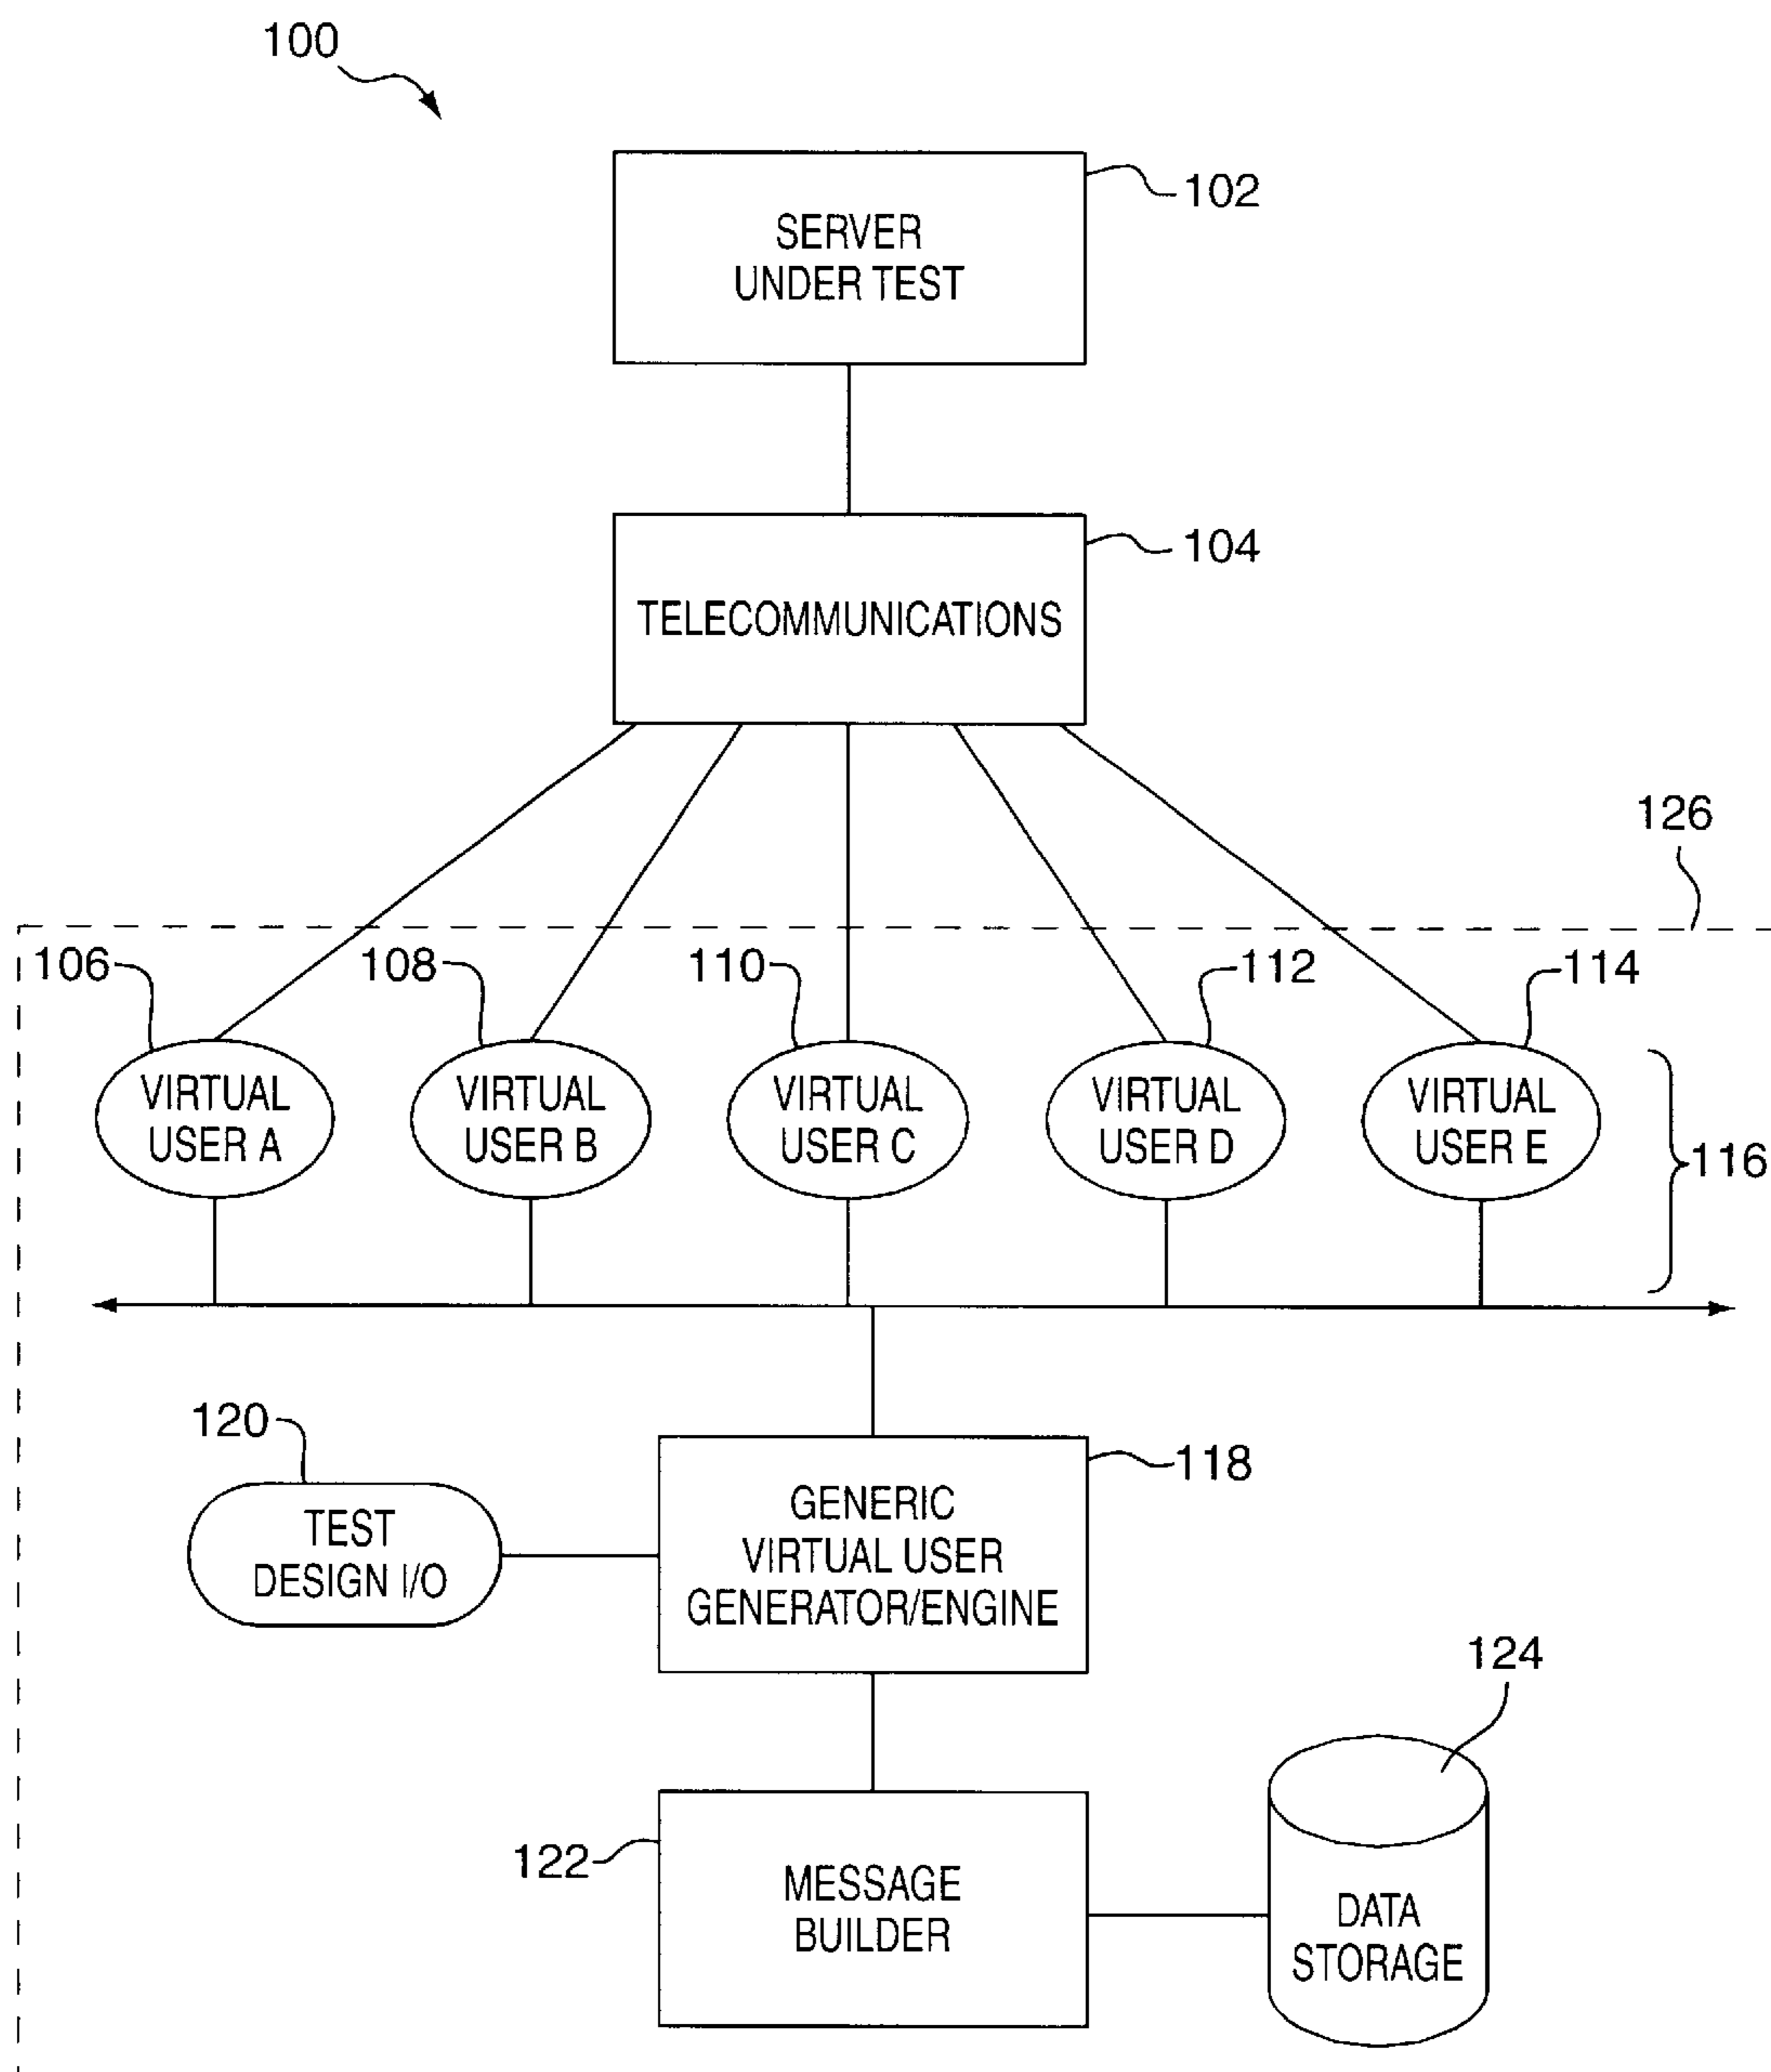 100
102
SERVER
UNDER TEST
104
TELECOMMUNICATIONS
126
106
108
110
112
114
VIRTUAL
USER A
VIRTUAL
USER B
VIRTUAL
USER C
VIRTUAL
USER D
VIRTUAL
USER E
116
120
118
TEST
DESIGN I/O
GENERIC
VIRTUAL USER
GENERATOR/ENGINE
124
122
MESSAGE
BUILDER
DATA
STORAGE